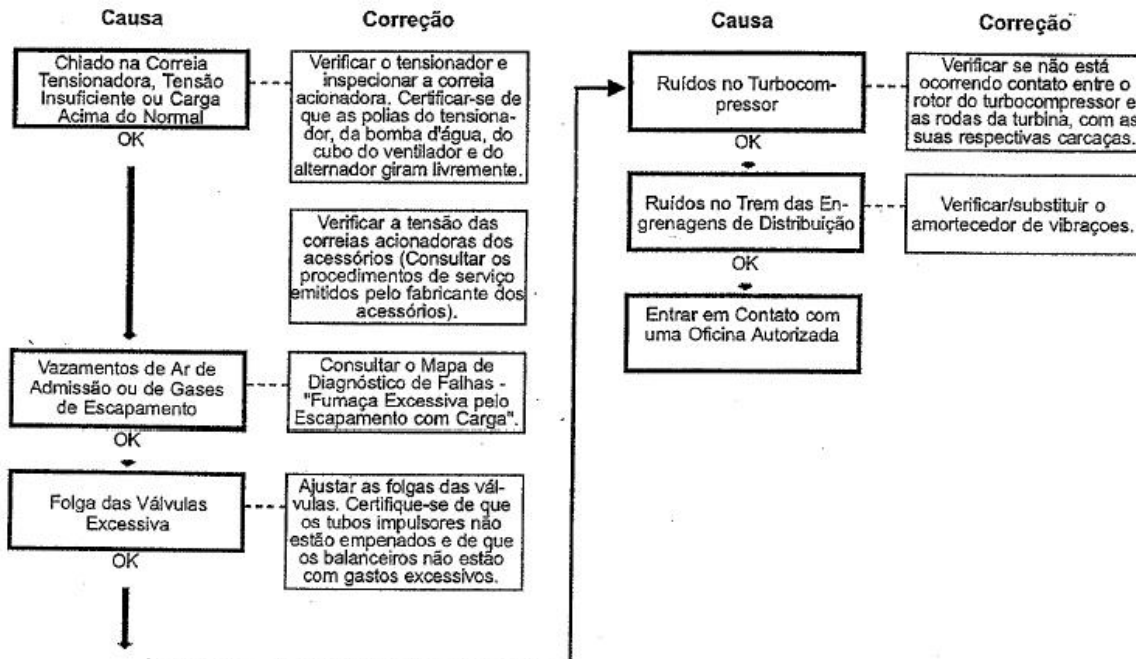 Causa
Correção
Chiado na Correia
Tensionadora, Tensão
Insuficiente ou Carga
Acima do Normal
OK
Verificar o tensionador e
inspecionar a correia
acionadora. Certificar-se de
que as polias do tensiona-
dor, da bomba d'água, do
cubo do ventilador e do
alternador giram livremente.
Verificar a tensão das
correias acionadoras dos
acessórios (Consultar os
procedimentos de serviço
emitidos pelo fabricante dos
acessórios).
Vazamentos de Ar de
Admissão ou de Gases
de Escapamento
OK
Consultar o Mapa de
Diagnóstico de Falhas -
"Fumaça Excessiva pelo
Escapamento com Carga".
Folga das Válvulas
Excessiva
OK
Ajustar as folgas das vál-
vulas. Certifique-se de que
os tubos impulsores não
estão empenados e de que
os balanceiros não estão
com gastos excessivos.
Causa
Correção
Ruídos no Turbocom-
pressor
OK
Verificar se não está
ocorrendo contato entre o
rotor do turbocompressor e
as rodas da turbina, com as
suas respectivas carcaças.
Ruídos no Trem das En-
grenagens de Distribuição
OK
Verificar/substituir o
amortecedor de vibraçoes.
Entrar em Contato com
uma Oficina Autorizada